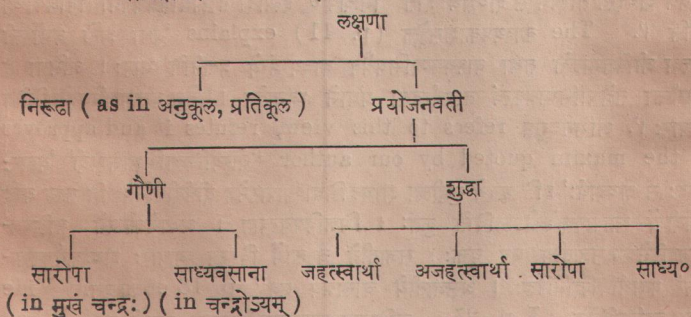 लक्षणा
निरूढा ( as in अनुकूल, प्रतिकूल ) प्रयोजनवती
गौणी शुद्धा
सारोपा साध्यवसाना जहत्स्वार्था अजहत्स्वार्था . सारोपा साध्य०
( in मुखं चन्द्रः ) ( in चन्द्रोऽयम् )